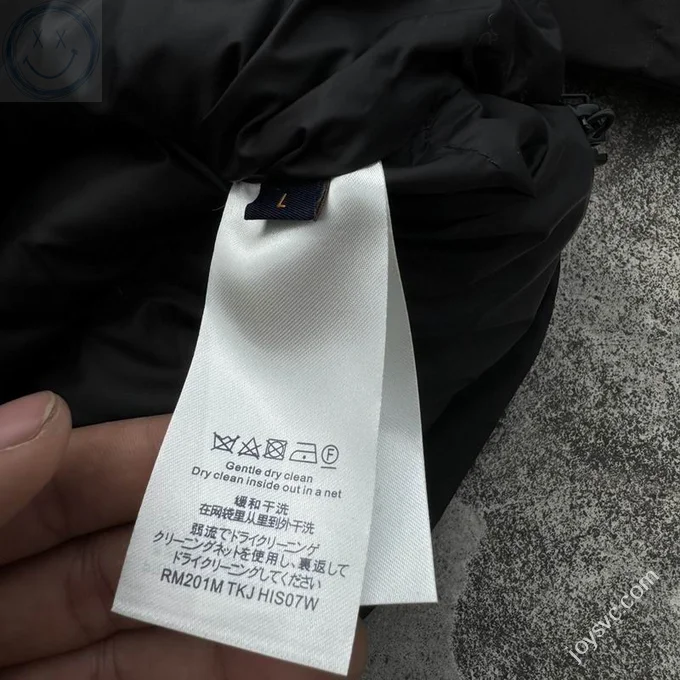 L
F
Gentle dry clean
Dry clean inside out in a net
缓和干洗
在网袋里从里到外干洗
弱流でドライクリーニング
クリーニングネットを使用し、裏返して
ドライクリーニングしてください
RM201M TKJ HIS07W
joysvc.com